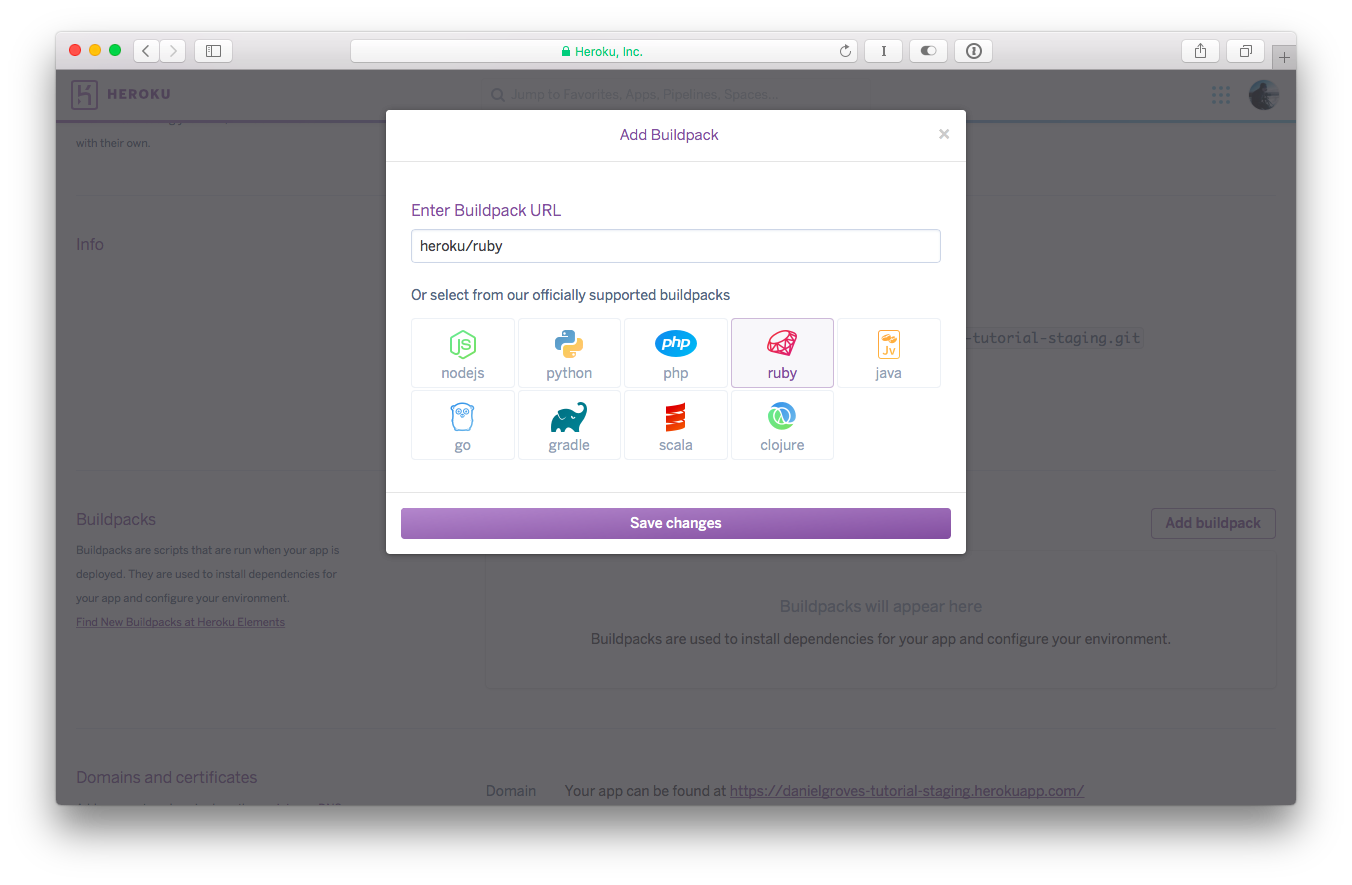 Heroku, Inc.
HEROKU
Jump to Favorites, Apps, Pipelines, Spaces...
with their own.
Add Buildpack
×
Enter Buildpack URL
heroku/ruby
Or select from our officially supported buildpacks
JS
php
Jv
nodejs
python
php
ruby
java
go
gradle
scala
clojure
Save changes
Info
-tutorial-staging.git
Buildpacks
Add buildpack
Buildpacks are scripts that are run when your app is
deployed. They are used to install dependencies for
your app and configure your environment.
Find New Buildpacks at Heroku Elements
Buildpacks will appear here
Buildpacks are used to install dependencies for your app and configure your environment.
Domains and certificates
Domain
Your app can be found at https://danielgroves-tutorial-staging.herokuapp.com/